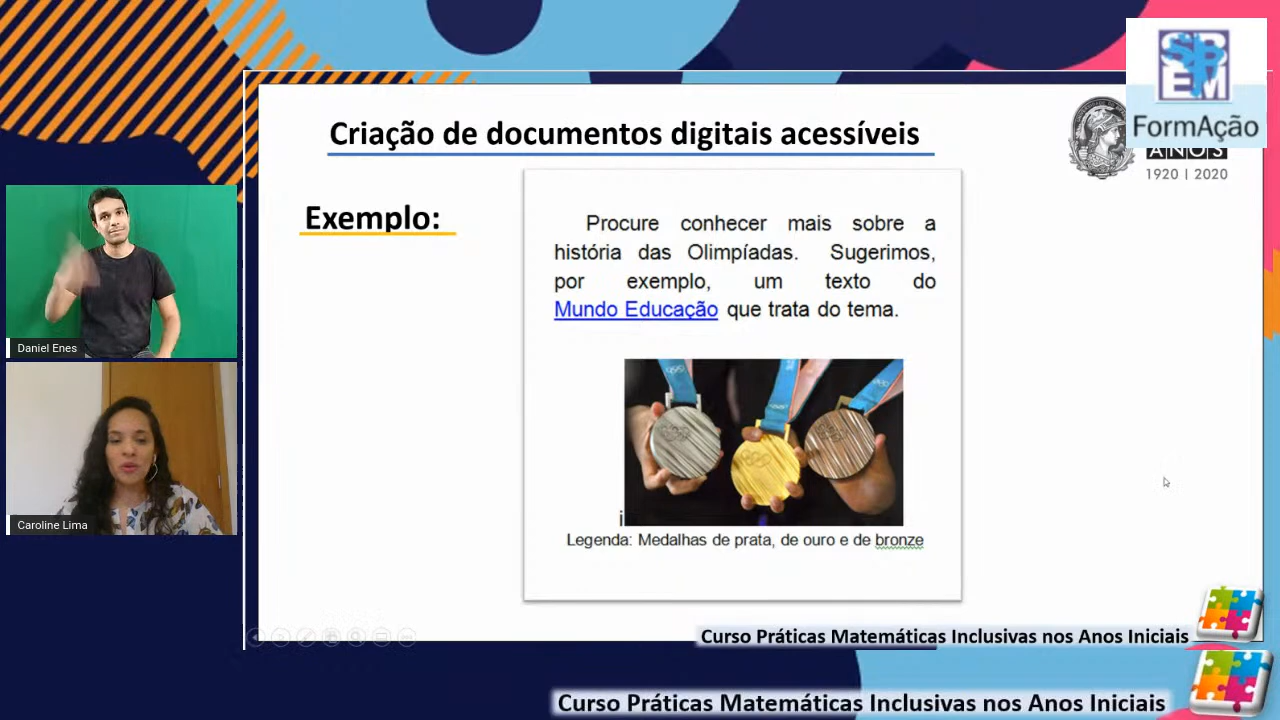 SBEM
FormAção
ANOS
1920 | 2020
Criação de documentos digitais acessíveis
Exemplo:
Procure conhecer mais sobre a
história das Olimpíadas. Sugerimos,
por exemplo, um texto do
Mundo Educação que trata do tema.
i
Legenda: Medalhas de prata, de ouro e de bronze
Daniel Enes
Caroline Lima
Curso Práticas Matemáticas Inclusivas nos Anos Iniciais
Curso Práticas Matemáticas Inclusivas nos Anos Iniciais